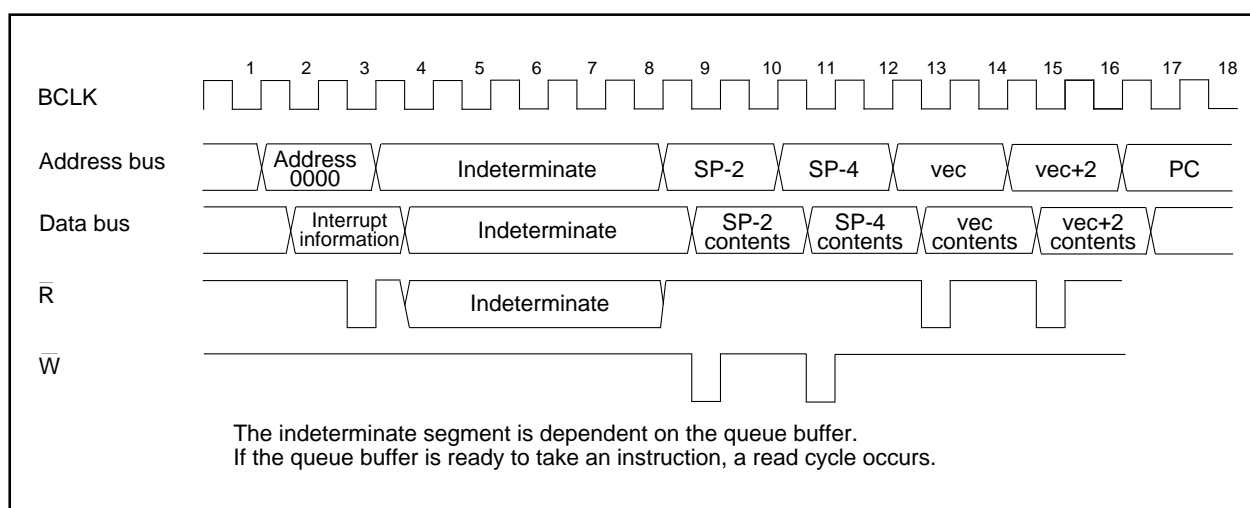 1 2 3 4 5 6 7 8 9 10 11 12 13 14 15 16 17 18
BCLK
Address bus
Address
0000
Indeterminate
SP-2
SP-4
vec
vec+2
PC
Data bus
Interrupt
information
Indeterminate
SP-2
contents
SP-4
contents
vec
contents
vec+2
contents
R̅
Indeterminate
W̅
The indeterminate segment is dependent on the queue buffer.
If the queue buffer is ready to take an instruction, a read cycle occurs.